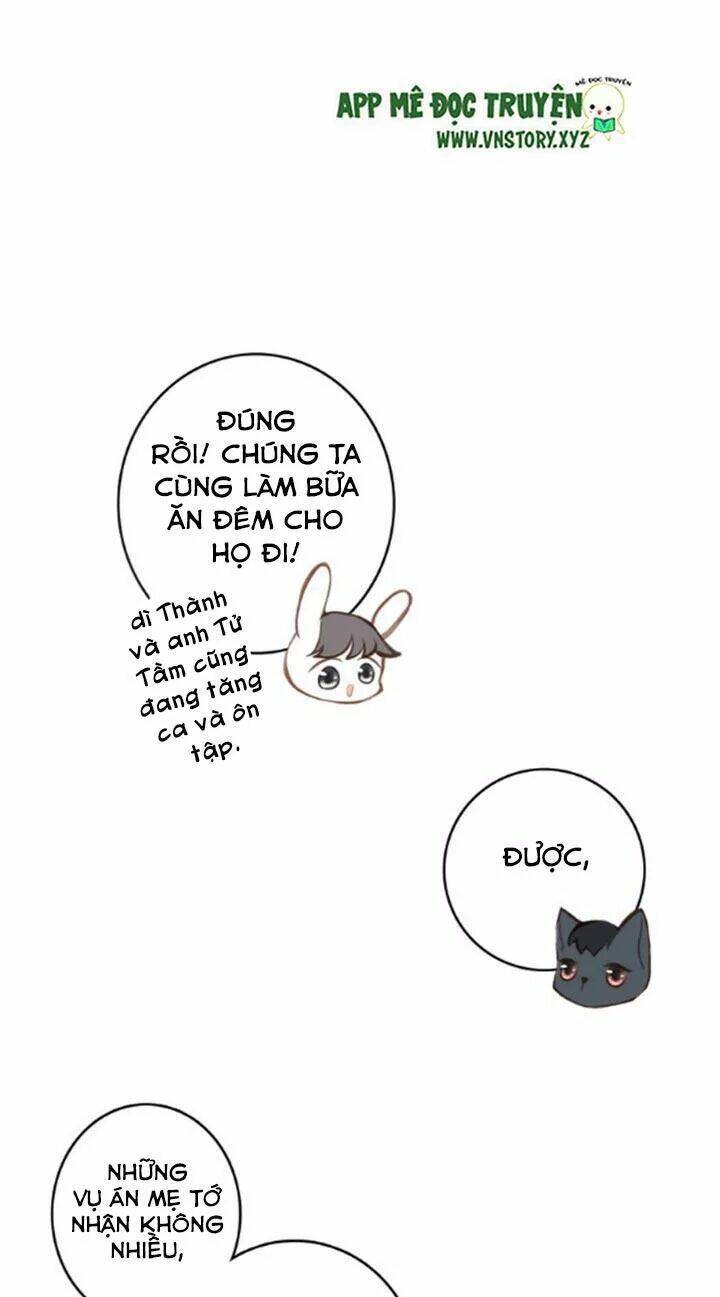 MÊ ĐỌC TRUYỆN
APP MÊ ĐỌC TRUYỆN
WWW.VNSTORY.XYZ
ĐÚNG
RỒI! CHÚNG TA
CÙNG LÀM BỮA
ĂN ĐÊM CHO
HỌ ĐI!
dì Thành
và anh Tử
Tầm cũng
đang tăng
ca và ôn
tập.
ĐƯỢC,
NHỮNG
VỤ ÁN MẸ TỚ
NHẬN KHÔNG
NHIỀU,